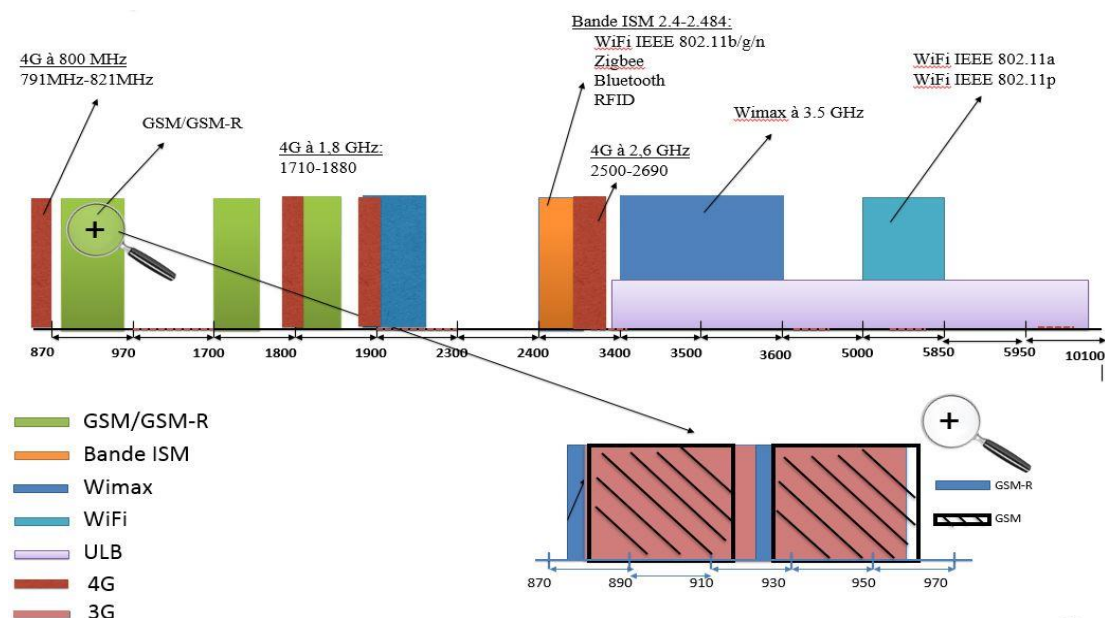 Bande ISM 2.4-2.484:
WiFi IEEE 802.11b/g/n
Zigbee
Bluetooth
RFID
4G à 800 MHz
791MHz-821MHz
WiFi IEEE 802.11a
WiFi IEEE 802.11p
GSM/GSM-R
Wimax à 3.5 GHz
4G à 1,8 GHz:
1710-1880
4G à 2,6 GHz
2500-2690
870 970 1700 1800 1900 2300 2400 3400 3500 3600 5000 5850 5950 10100
GSM/GSM-R
Bande ISM
Wimax
WiFi
ULB
4G
3G
GSM-R
GSM
870 890 910 930 950 970